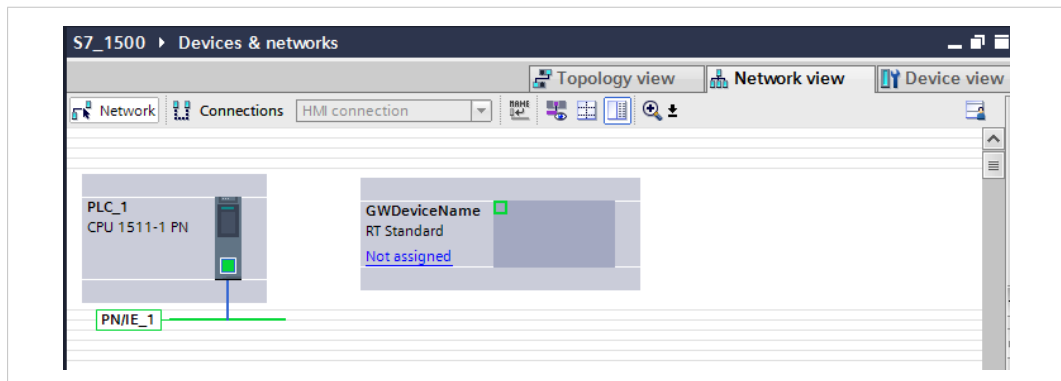 S7_1500 ▸ Devices & networks
Topology view Network view Device view
Network Connections HMI connection
NAME
PLC_1
CPU 1511-1 PN
GWDeviceName
RT Standard
Not assigned
PN/IE_1